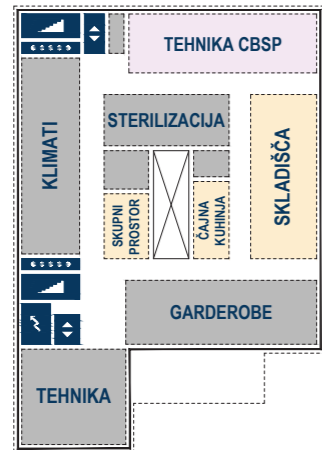 TEHNIKA CBSP
STERILIZACIJA
KLIMATI
SKUPNI
PROSTOR
ČAJNA
KUHINJA
SKLADIŠČA
GARDEROBE
TEHNIKA